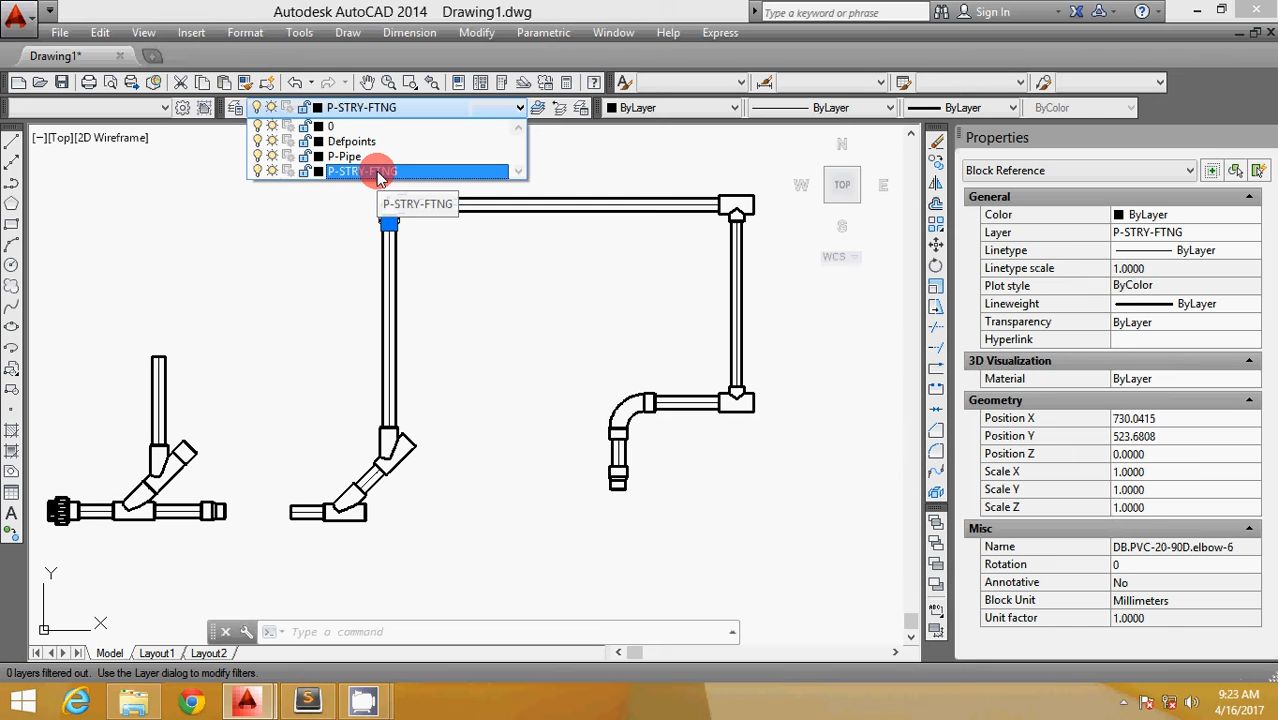 Autodesk AutoCAD 2014 Drawing1.dwg
Type a keyword or phrase
Sign In
File Edit View Insert Format Tools Draw Dimension Modify Parametric Window Help Express
Drawing1*
P-STRY-FTNG
ByLayer
ByLayer
ByLayer
ByColor
0
Defpoints
P-Pipe
P-STRY-FTNG
P-STRY-FTNG
[−][Top][2D Wireframe]
N
W
TOP
E
S
WCS
Y
X
Properties
Block Reference
General
Color ByLayer
Layer P-STRY-FTNG
Linetype ByLayer
Linetype scale 1.0000
Plot style ByColor
Lineweight ByLayer
Transparency ByLayer
Hyperlink
3D Visualization
Material ByLayer
Geometry
Position X 730.0415
Position Y 523.6808
Position Z 0.0000
Scale X 1.0000
Scale Y 1.0000
Scale Z 1.0000
Misc
Name DB.PVC-20-90D.elbow-6
Rotation 0
Annotative No
Block Unit Millimeters
Unit factor 1.0000
Type a command
Model Layout1 Layout2
0 layers filtered out. Use the Layer dialog to modify filters.
9:23 AM
4/16/2017